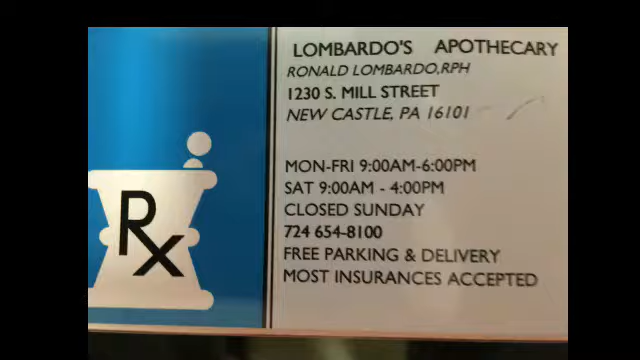 LOMBARDO'S APOTHECARY
RONALD LOMBARDO,RPH
1230 S. MILL STREET
NEW CASTLE, PA 16101
MON-FRI 9:00AM-6:00PM
SAT 9:00AM - 4:00PM
CLOSED SUNDAY
724 654-8100
FREE PARKING & DELIVERY
MOST INSURANCES ACCEPTED
Rx